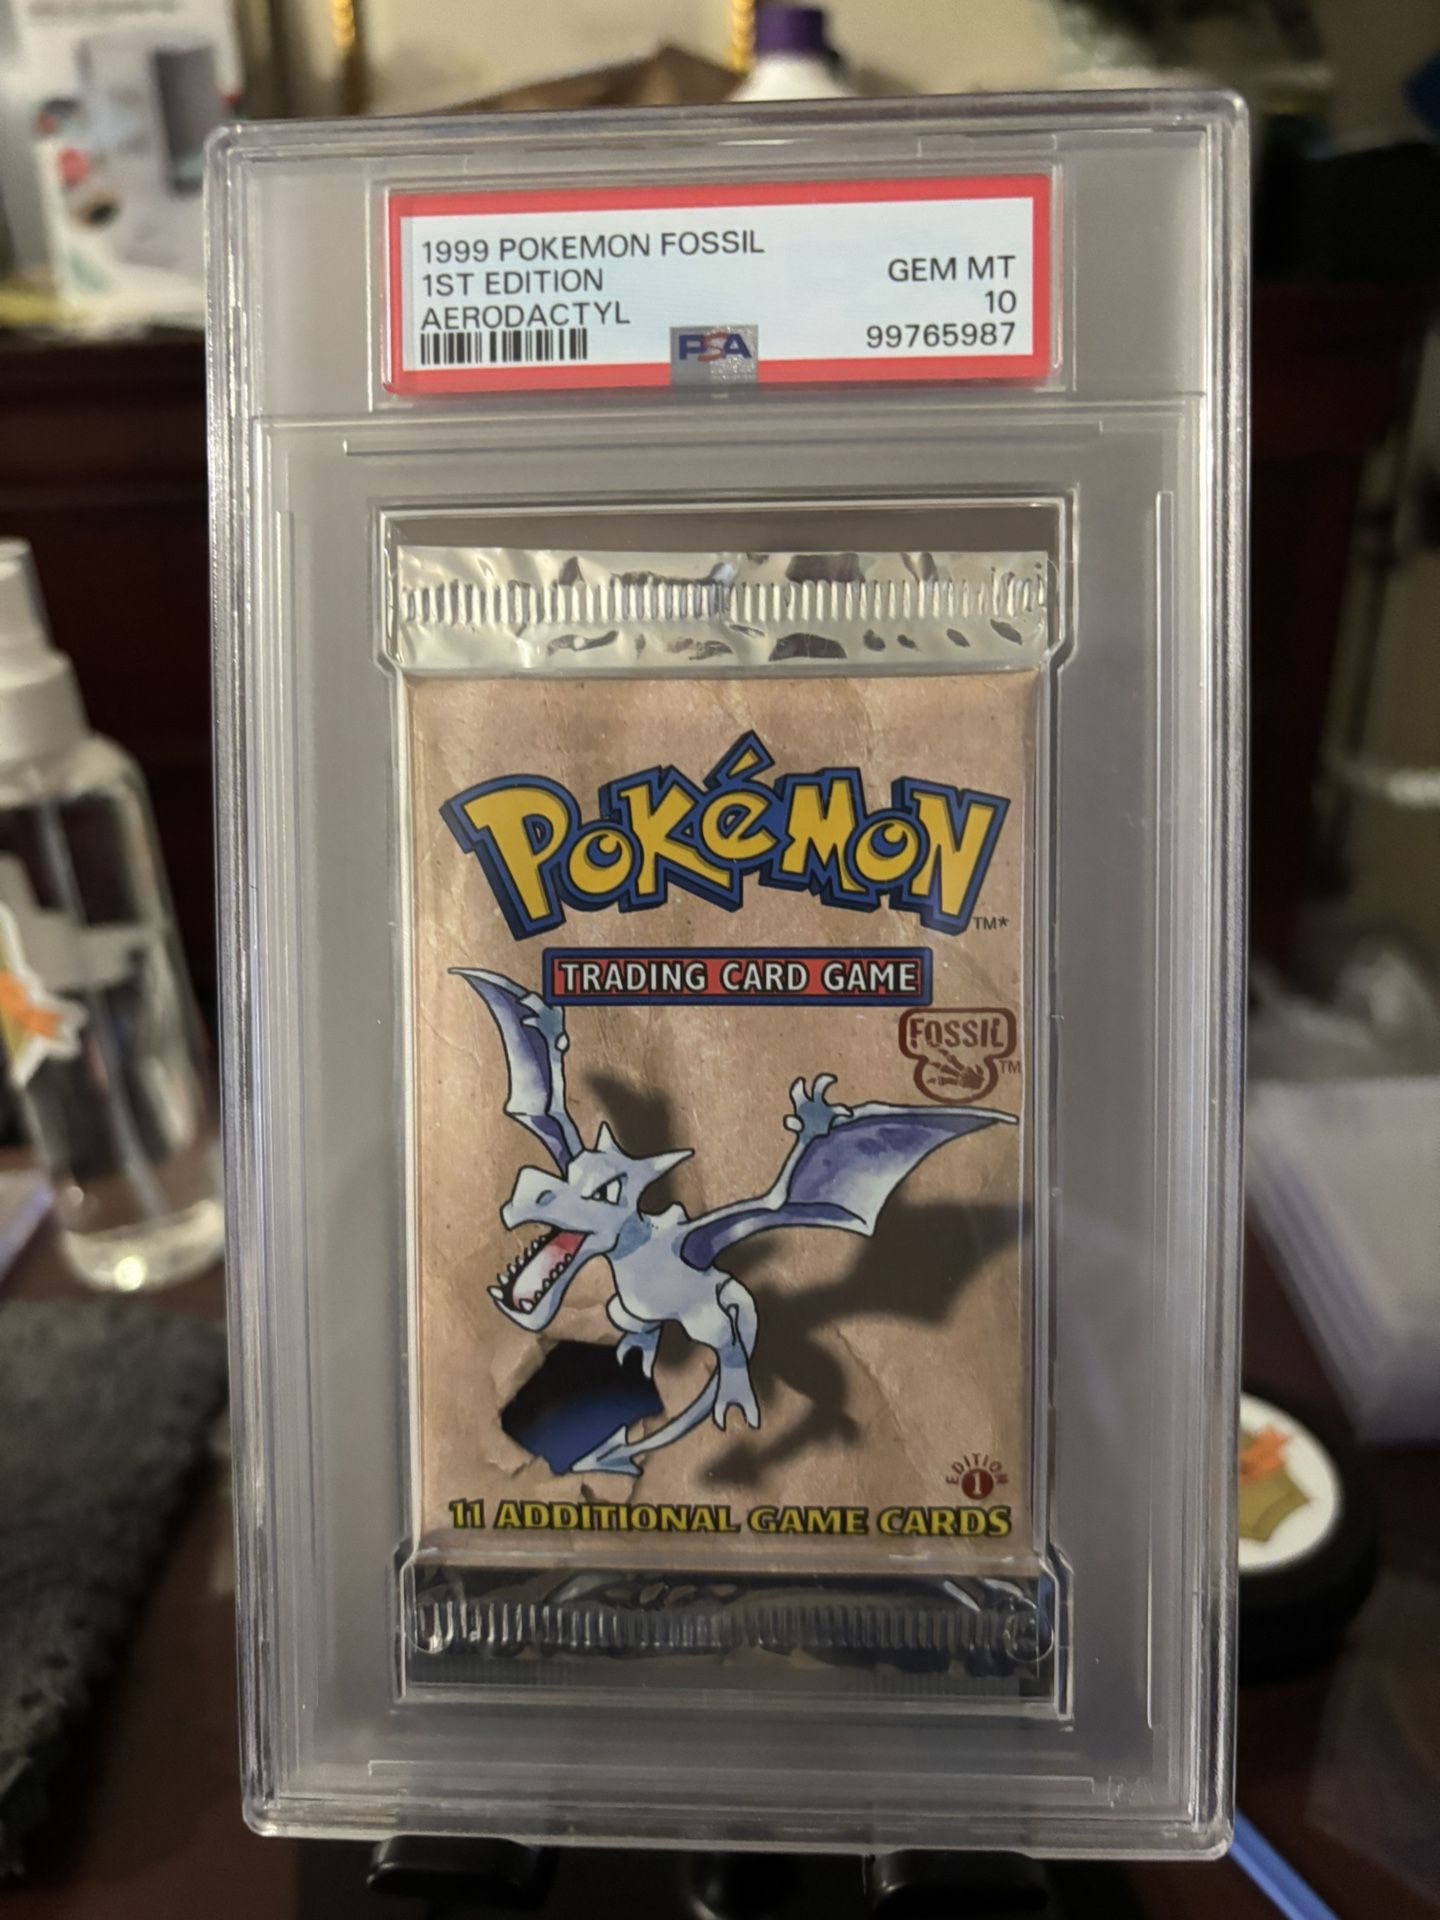 1999 POKEMON FOSSIL
1ST EDITION
AERODACTYL
GEM MT
10
99765987
PSA
POKéMON
TM*
TRADING CARD GAME
FOSSIL
TM
EDITION
1
11 ADDITIONAL GAME CARDS